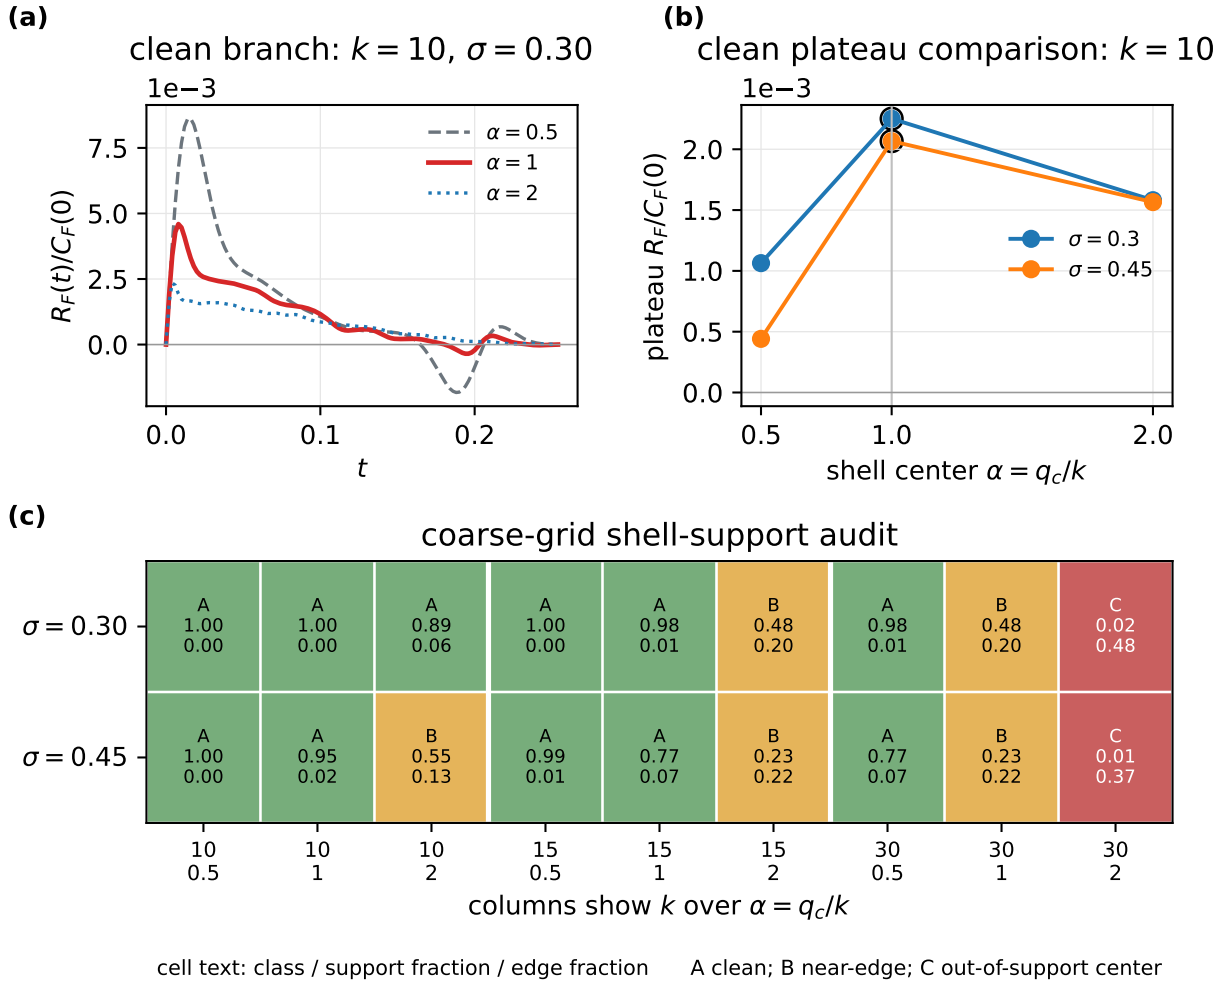 (a)
clean branch: k = 10, σ = 0.30
1e−3
7.5
5.0
2.5
0.0
R_F(t)/C_F(0)
α = 0.5
α = 1
α = 2
0.0 0.1 0.2
t
(b)
clean plateau comparison: k = 10
1e−3
2.0
1.5
1.0
0.5
0.0
plateau R_F/C_F(0)
σ = 0.3
σ = 0.45
0.5 1.0 2.0
shell center α = q_c/k
(c)
coarse-grid shell-support audit
σ = 0.30
A A A A A B A B C
1.00 1.00 0.89 1.00 0.98 0.48 0.98 0.48 0.02
0.00 0.00 0.06 0.00 0.01 0.20 0.01 0.20 0.48
σ = 0.45
A A B A A B A B C
1.00 0.95 0.55 0.99 0.77 0.23 0.77 0.23 0.01
0.00 0.02 0.13 0.01 0.07 0.22 0.07 0.22 0.37
10 10 10 15 15 15 30 30 30
0.5 1 2 0.5 1 2 0.5 1 2
columns show k over α = q_c/k
cell text: class / support fraction / edge fraction A clean; B near-edge; C out-of-support center